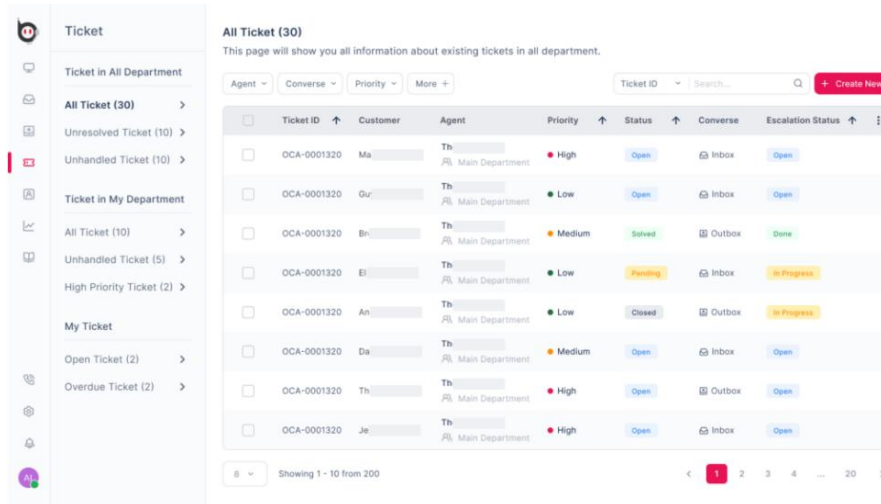 Ticket
Ticket in All Department
All Ticket (30)
Unresolved Ticket (10)
Unhandled Ticket (10)
Ticket in My Department
All Ticket (10)
Unhandled Ticket (5)
High Priority Ticket (2)
My Ticket
Open Ticket (2)
Overdue Ticket (2)
AL
All Ticket (30)
This page will show you all information about existing tickets in all department.
Agent Converse Priority More + Ticket ID Search... + Create New
Ticket ID Customer Agent Priority Status Converse Escalation Status
OCA-0001320 Ma Th High Open Inbox Open
Main Department
OCA-0001320 Gu Th Low Open Inbox Open
Main Department
OCA-0001320 Br Th Medium Solved Outbox Done
Main Department
OCA-0001320 El Th Low Pending Inbox In Progress
Main Department
OCA-0001320 An Th Low Closed Outbox In Progress
Main Department
OCA-0001320 Da Th Medium Open Inbox Open
Main Department
OCA-0001320 Th Th High Open Outbox Open
Main Department
OCA-0001320 Je Th High Open Inbox Open
Main Department
Showing 1 - 10 from 200
1 2 3 4 ... 20